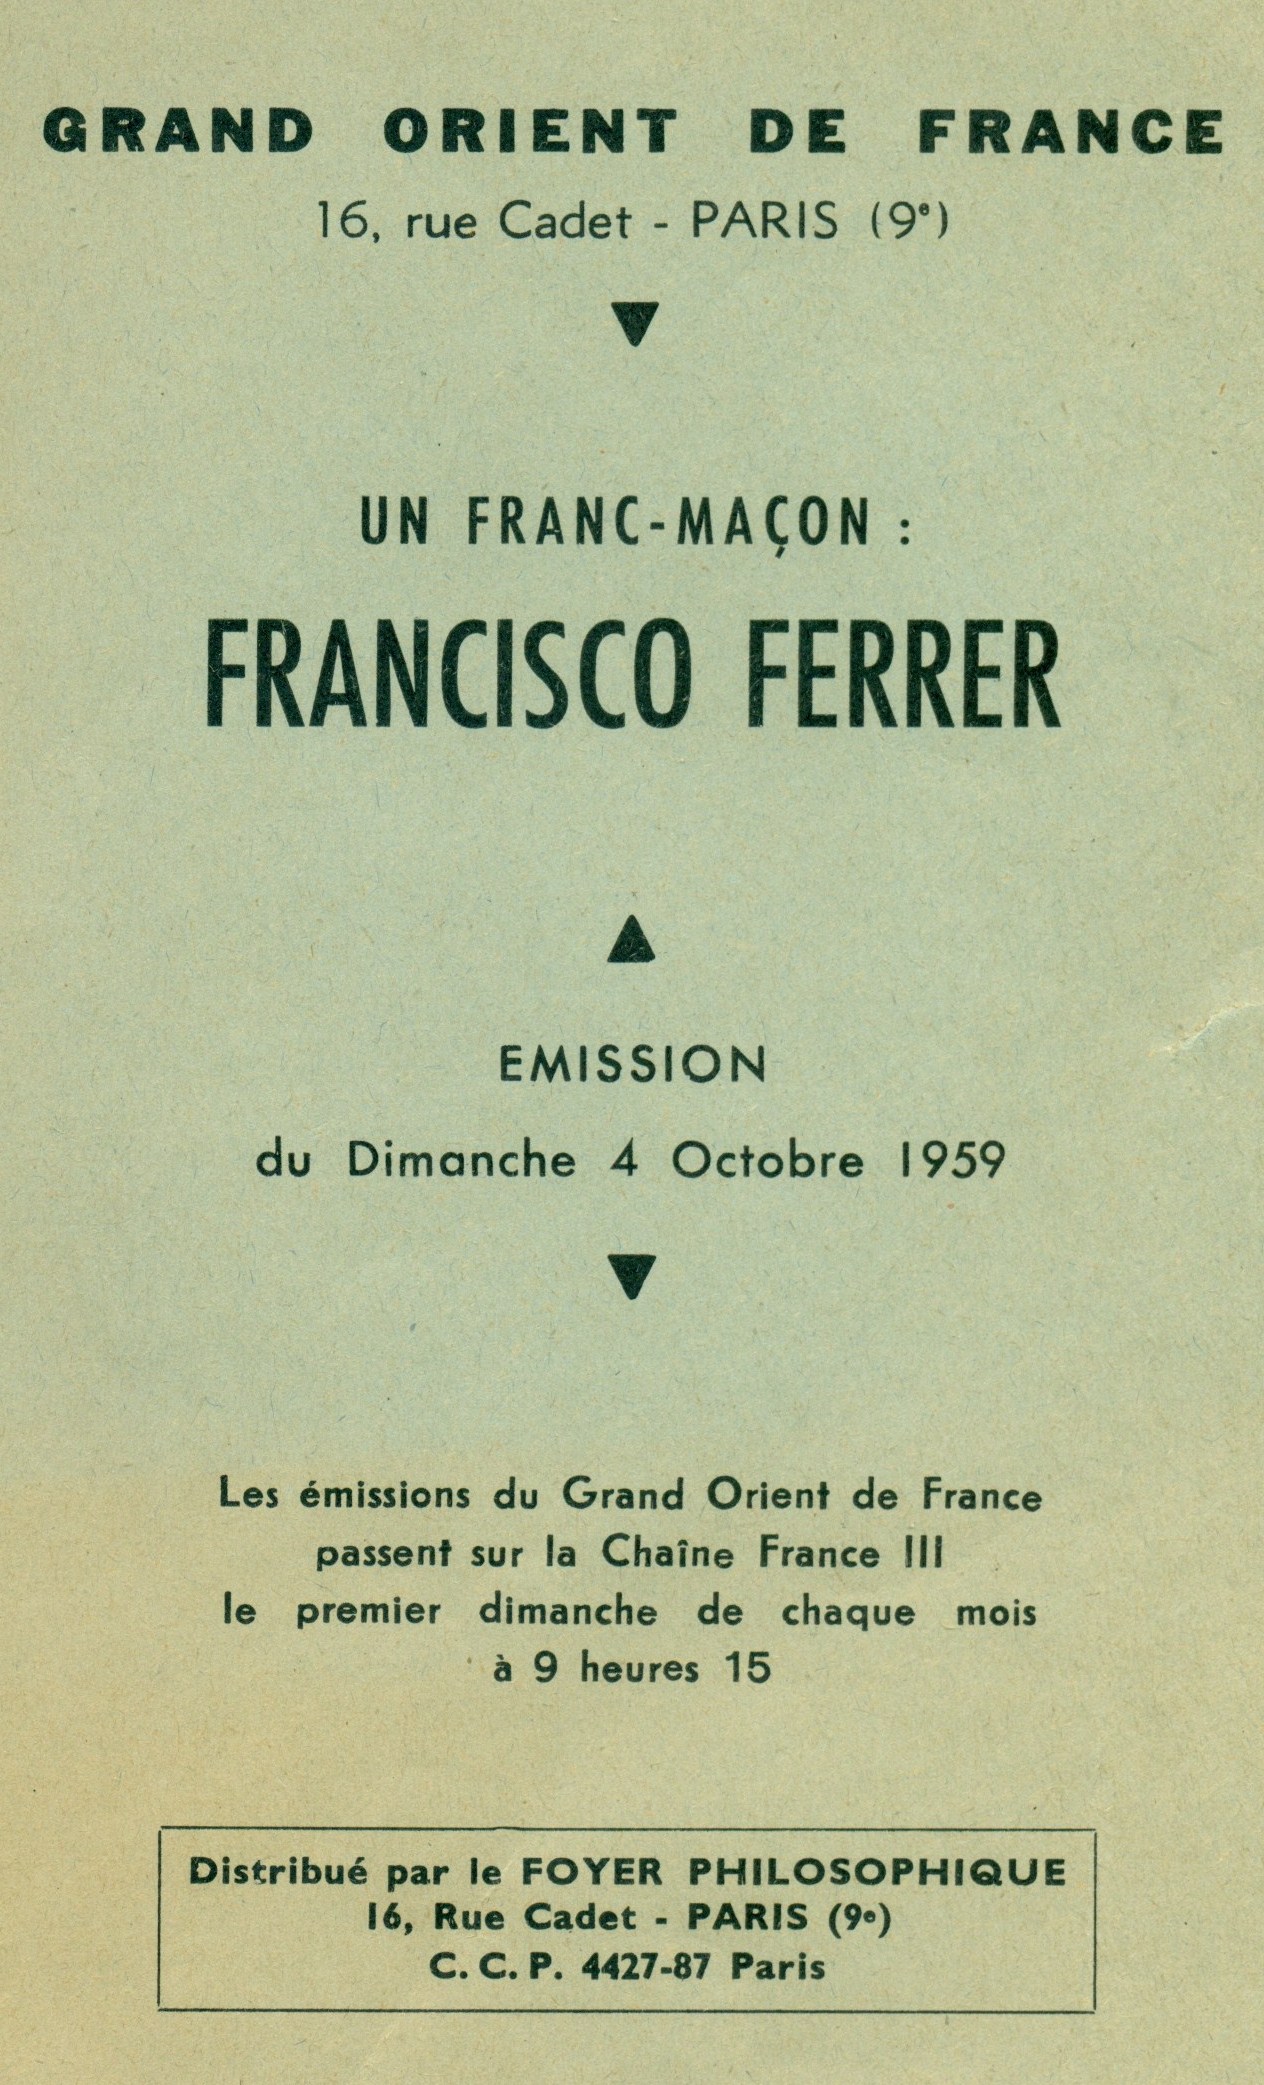 GRAND ORIENT DE FRANCE
16, rue Cadet - PARIS (9e)
UN FRANC-MAÇON :
FRANCISCO FERRER
EMISSION
du Dimanche 4 Octobre 1959
Les émissions du Grand Orient de France
passent sur la Chaîne France III
le premier dimanche de chaque mois
à 9 heures 15
Distribué par le FOYER PHILOSOPHIQUE
16, Rue Cadet - PARIS (9e)
C. C. P. 4427-87 Paris